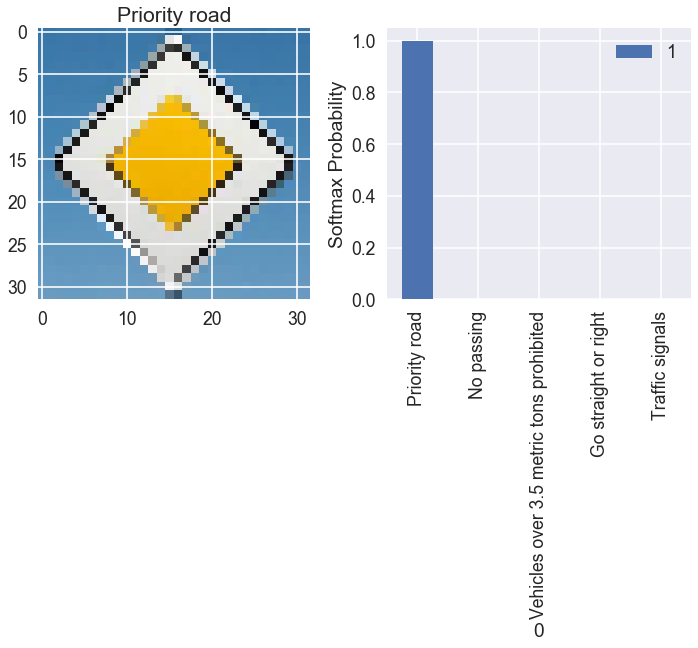 Priority road
0
5
10
15
20
25
30
0
10
20
30
Softmax Probability
1.0
0.8
0.6
0.4
0.2
0.0
1
Priority road
No passing
Vehicles over 3.5 metric tons prohibited
Go straight or right
Traffic signals
0